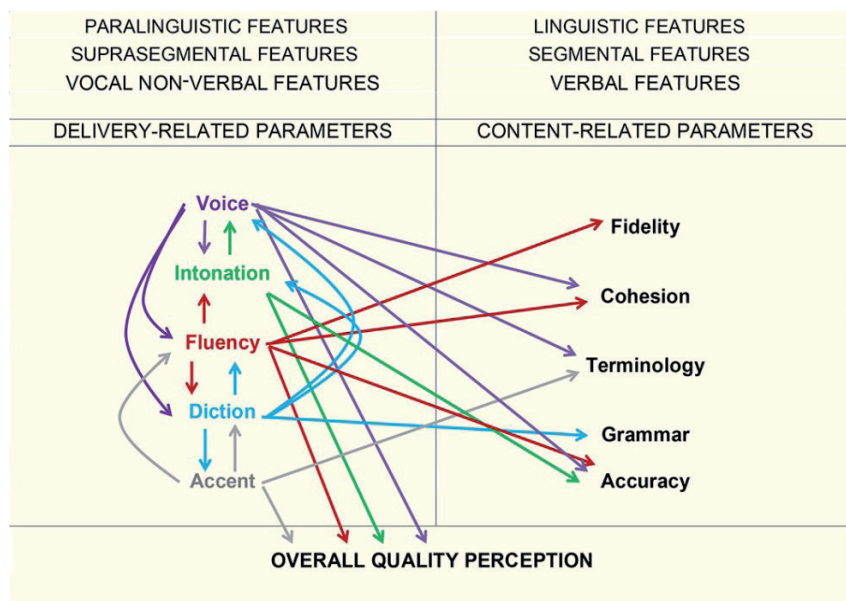 PARALINGUISTIC FEATURES
SUPRASEGMENTAL FEATURES
VOCAL NON-VERBAL FEATURES
LINGUISTIC FEATURES
SEGMENTAL FEATURES
VERBAL FEATURES
DELIVERY-RELATED PARAMETERS
CONTENT-RELATED PARAMETERS
Voice
Intonation
Fluency
Diction
Accent
Fidelity
Cohesion
Terminology
Grammar
Accuracy
OVERALL QUALITY PERCEPTION